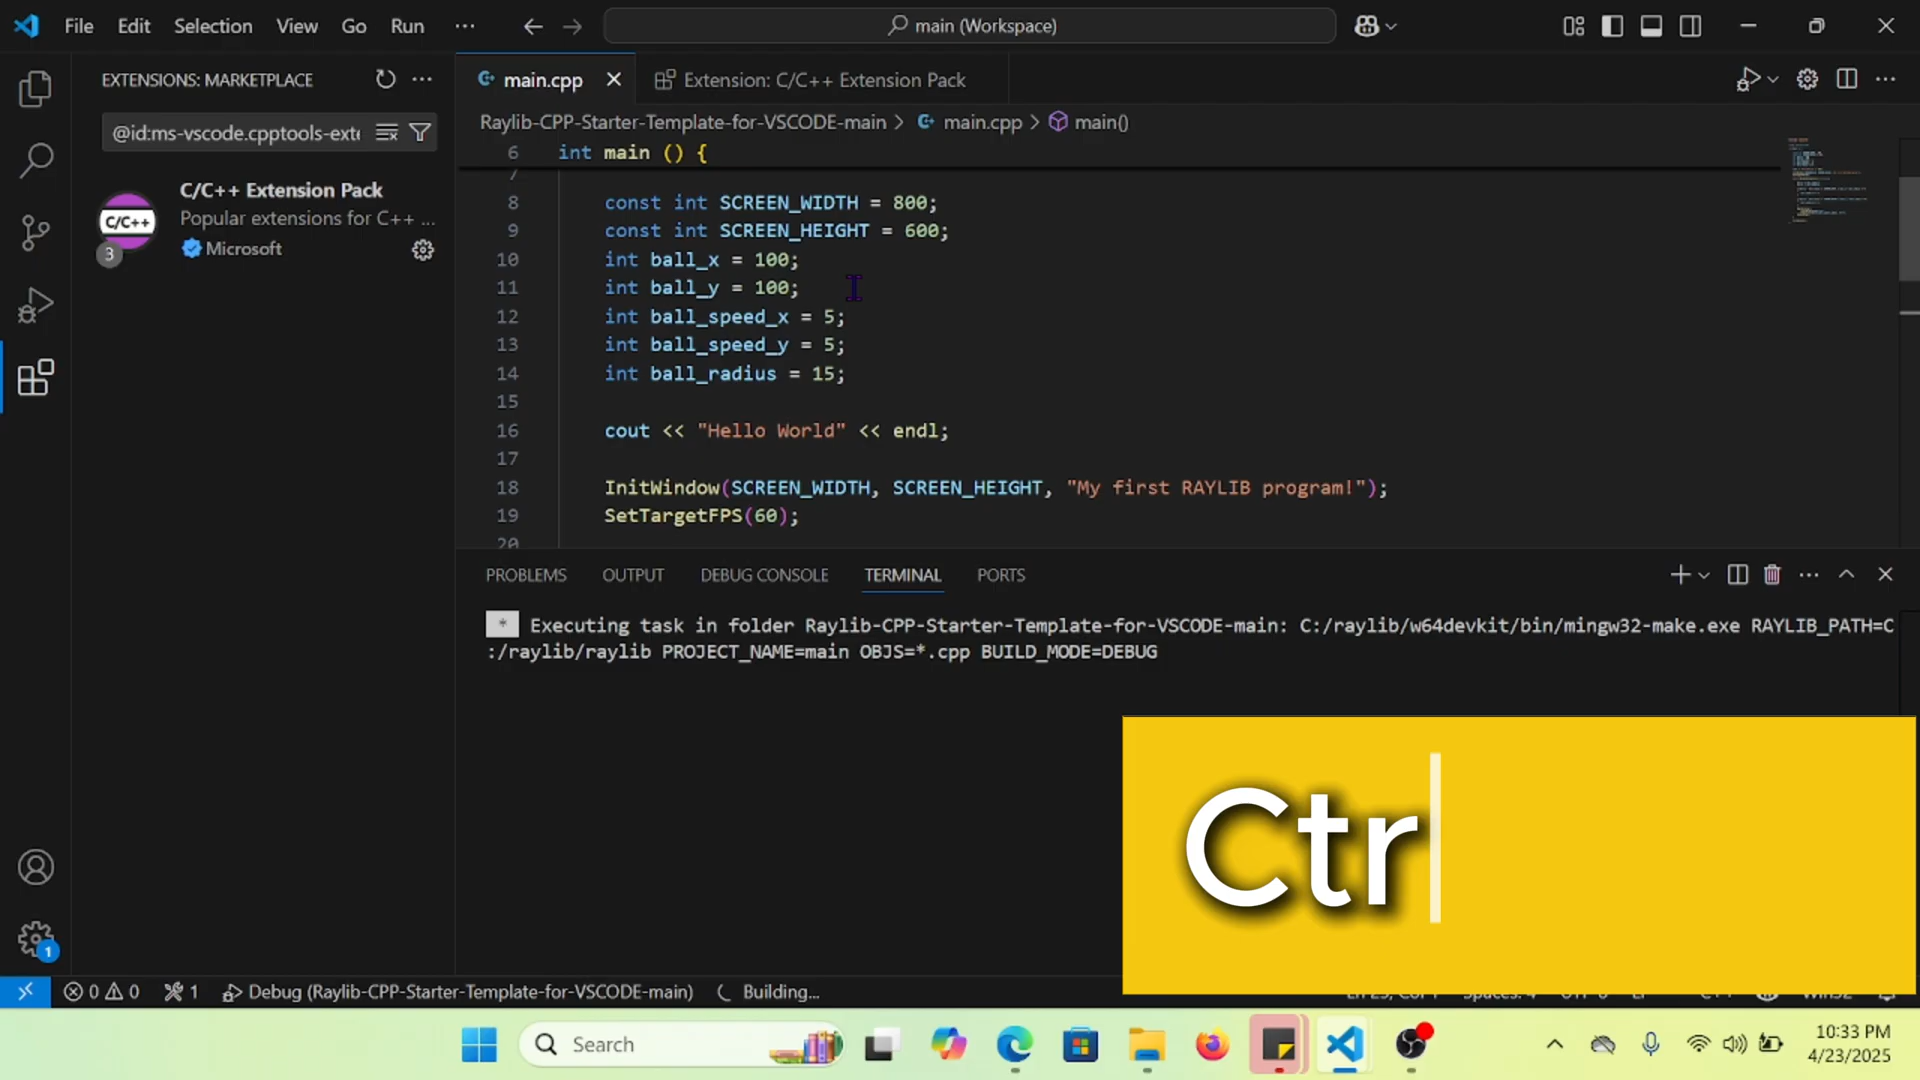 File Edit Selection View Go Run ···
main (Workspace)
EXTENSIONS: MARKETPLACE
@id:ms-vscode.cpptools-exte
C/C++ Extension Pack
Popular extensions for C++ ...
Microsoft
C/C++
3
main.cpp
Extension: C/C++ Extension Pack
Raylib-CPP-Starter-Template-for-VSCODE-main > main.cpp > main()
6 int main () {
7
8 const int SCREEN_WIDTH = 800;
9 const int SCREEN_HEIGHT = 600;
10 int ball_x = 100;
11 int ball_y = 100;
12 int ball_speed_x = 5;
13 int ball_speed_y = 5;
14 int ball_radius = 15;
15
16 cout << "Hello World" << endl;
17
18 InitWindow(SCREEN_WIDTH, SCREEN_HEIGHT, "My first RAYLIB program!");
19 SetTargetFPS(60);
20
PROBLEMS OUTPUT DEBUG CONSOLE TERMINAL PORTS
* Executing task in folder Raylib-CPP-Starter-Template-for-VSCODE-main: C:/raylib/w64devkit/bin/mingw32-make.exe RAYLIB_PATH=C
:/raylib/raylib PROJECT_NAME=main OBJS=*.cpp BUILD_MODE=DEBUG
Ctr
1
0 0 1 Debug (Raylib-CPP-Starter-Template-for-VSCODE-main) Building...
Search
10:33 PM
4/23/2025